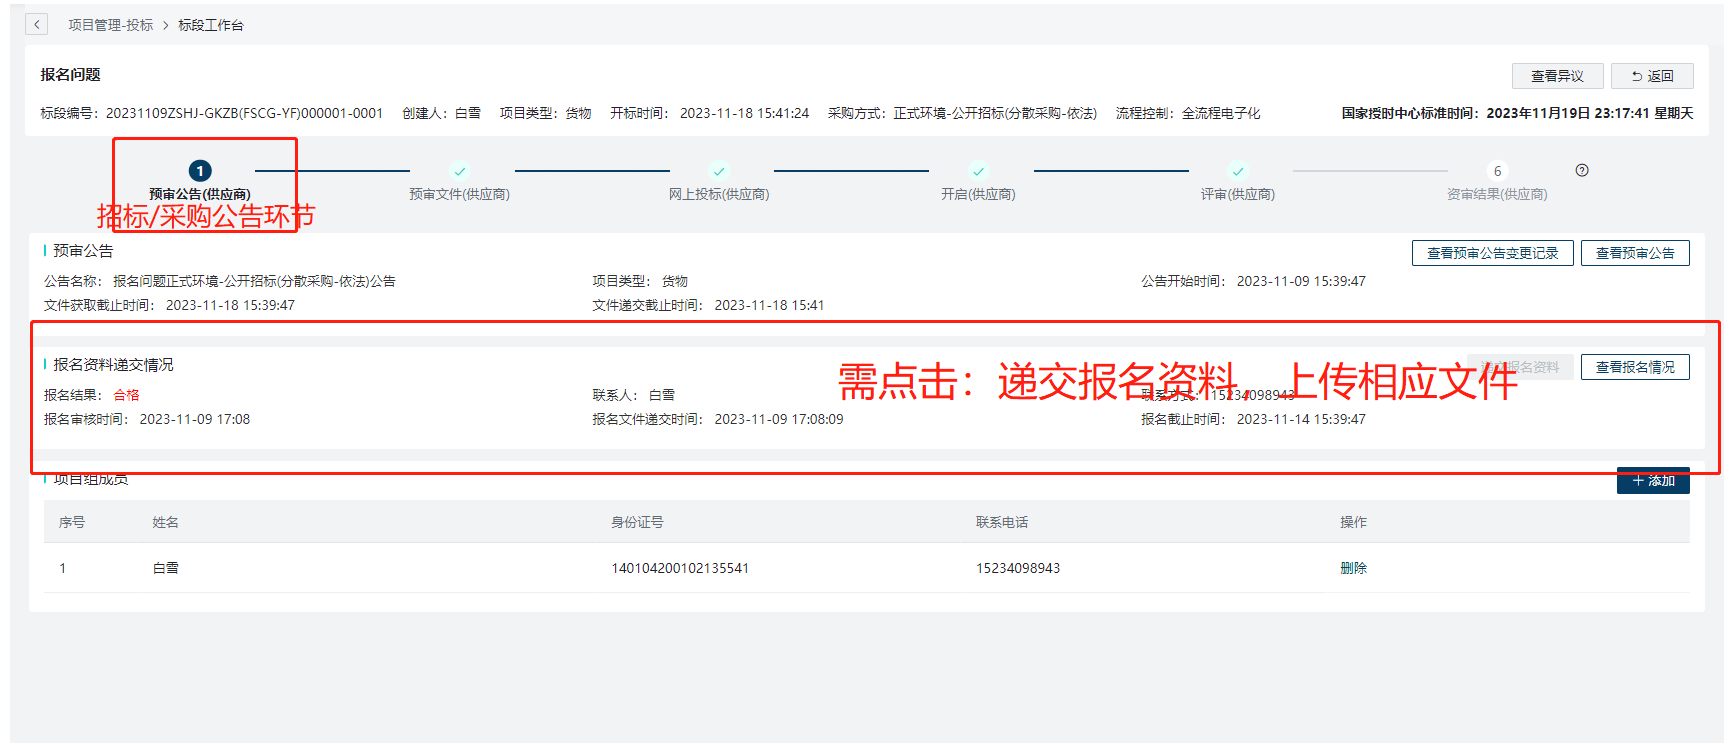 项目管理-投标 > 标段工作台
报名问题
查看异议
返回
标段编号：20231109ZSHJ-GKZB(FSCG-YF)000001-0001 创建人：白雪 项目类型：货物 开标时间：2023-11-18 15:41:24 采购方式：正式环境-公开招标(分散采购-依法) 流程控制：全流程电子化
国家授时中心标准时间：2023年11月19日 23:17:41 星期天
1
预审公告(供应商)
预审文件(供应商)
网上投标(供应商)
开启(供应商)
评审(供应商)
6
资审结果(供应商)
招标/采购公告环节
预审公告
查看预审公告变更记录
查看预审公告
公告名称： 报名问题正式环境-公开招标(分散采购-依法)公告
项目类型： 货物
公告开始时间： 2023-11-09 15:39:47
文件获取截止时间： 2023-11-18 15:39:47
文件递交截止时间： 2023-11-18 15:41
报名资料递交情况
需点击：递交报名资料，上传相应文件
递交报名资料
查看报名情况
报名结果： 合格
联系人： 白雪
联系方式： 15234098943
报名审核时间： 2023-11-09 17:08
报名文件递交时间： 2023-11-09 17:08:09
报名截止时间： 2023-11-14 15:39:47
项目组成员
添加
序号 姓名 身份证号 联系电话 操作
1 白雪 140104200102135541 15234098943 删除